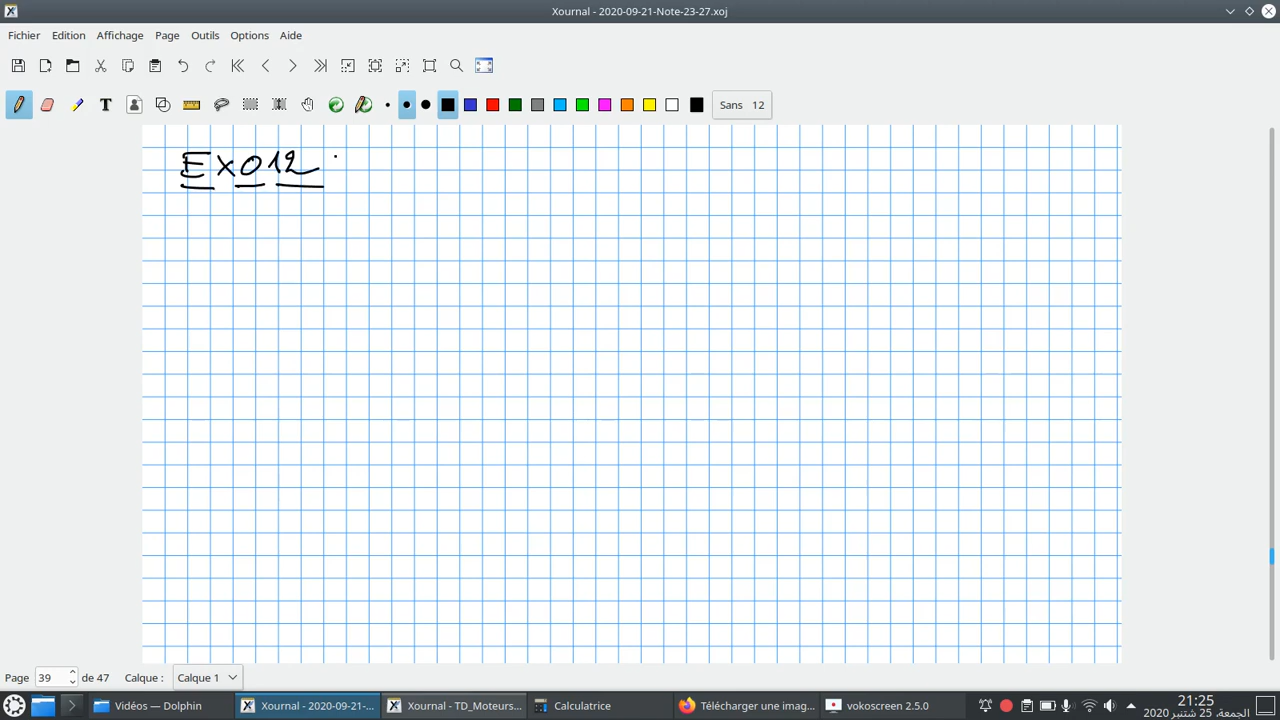 Xournal - 2020-09-21-Note-23-27.xoj
Fichier Edition Affichage Page Outils Options Aide
T Sans 12
Exo12
Page 39 de 47 Calque : Calque 1
Vidéos — Dolphin Xournal - 2020-09-21-... Xournal - TD_Moteurs... Calculatrice Télécharger une imag... vokoscreen 2.5.0 21:25
الجمعة، 25 شتنبر 2020